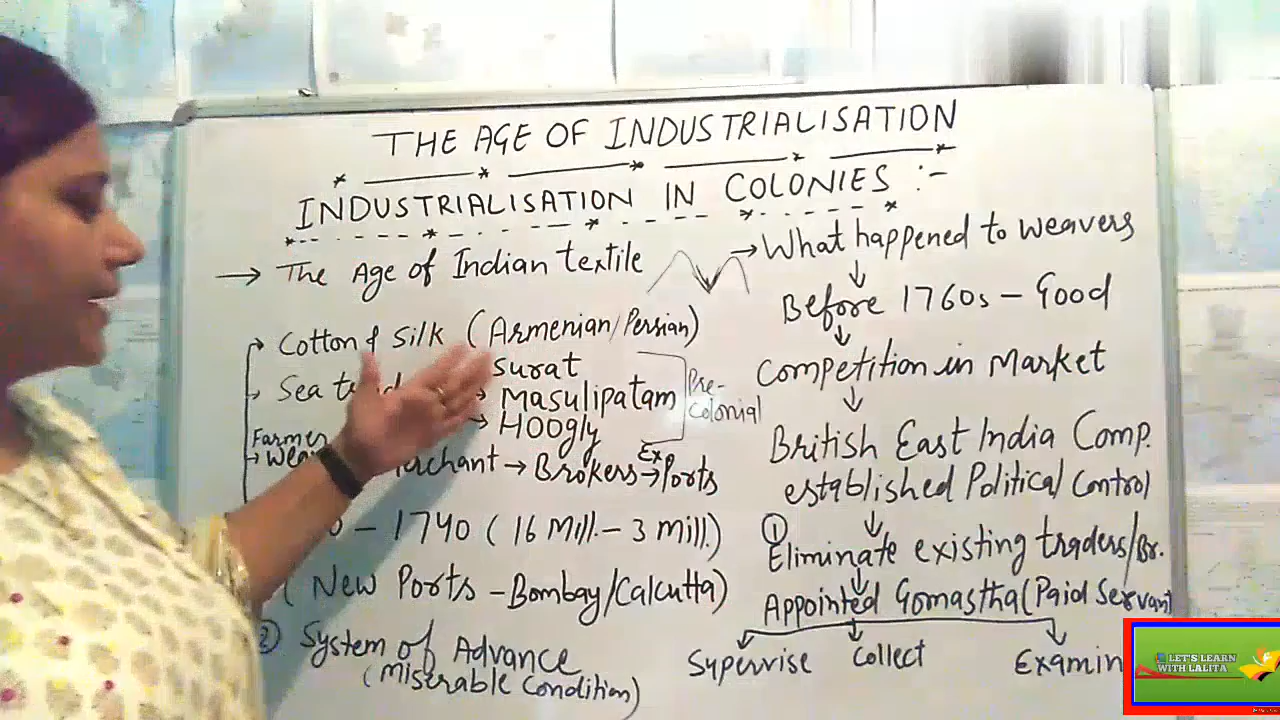 THE AGE OF INDUSTRIALISATION
INDUSTRIALISATION IN COLONIES :-
→ The Age of Indian textile
Cotton & Silk (Armenian/Persian)
Sea
Surat
→ Masulipatam
→ Hoogly
Pre-
Colonial
Farmer
Exp
→ Brokers → Ports
- 1740 (16 Mill. - 3 mill.)
(New Ports - Bombay/Calcutta)
② System of Advance
(Miserable Condition)
→ What happened to weavers
↓
Before 1760s - Good
↓
Competition in Market
↓
British East India Comp.
established Political Control
↓
① Eliminate existing traders/Br.
↓
Appointed Gomastha (Paid Servant
Supervise Collect Examin
LET'S LEARN
WITH LALITA